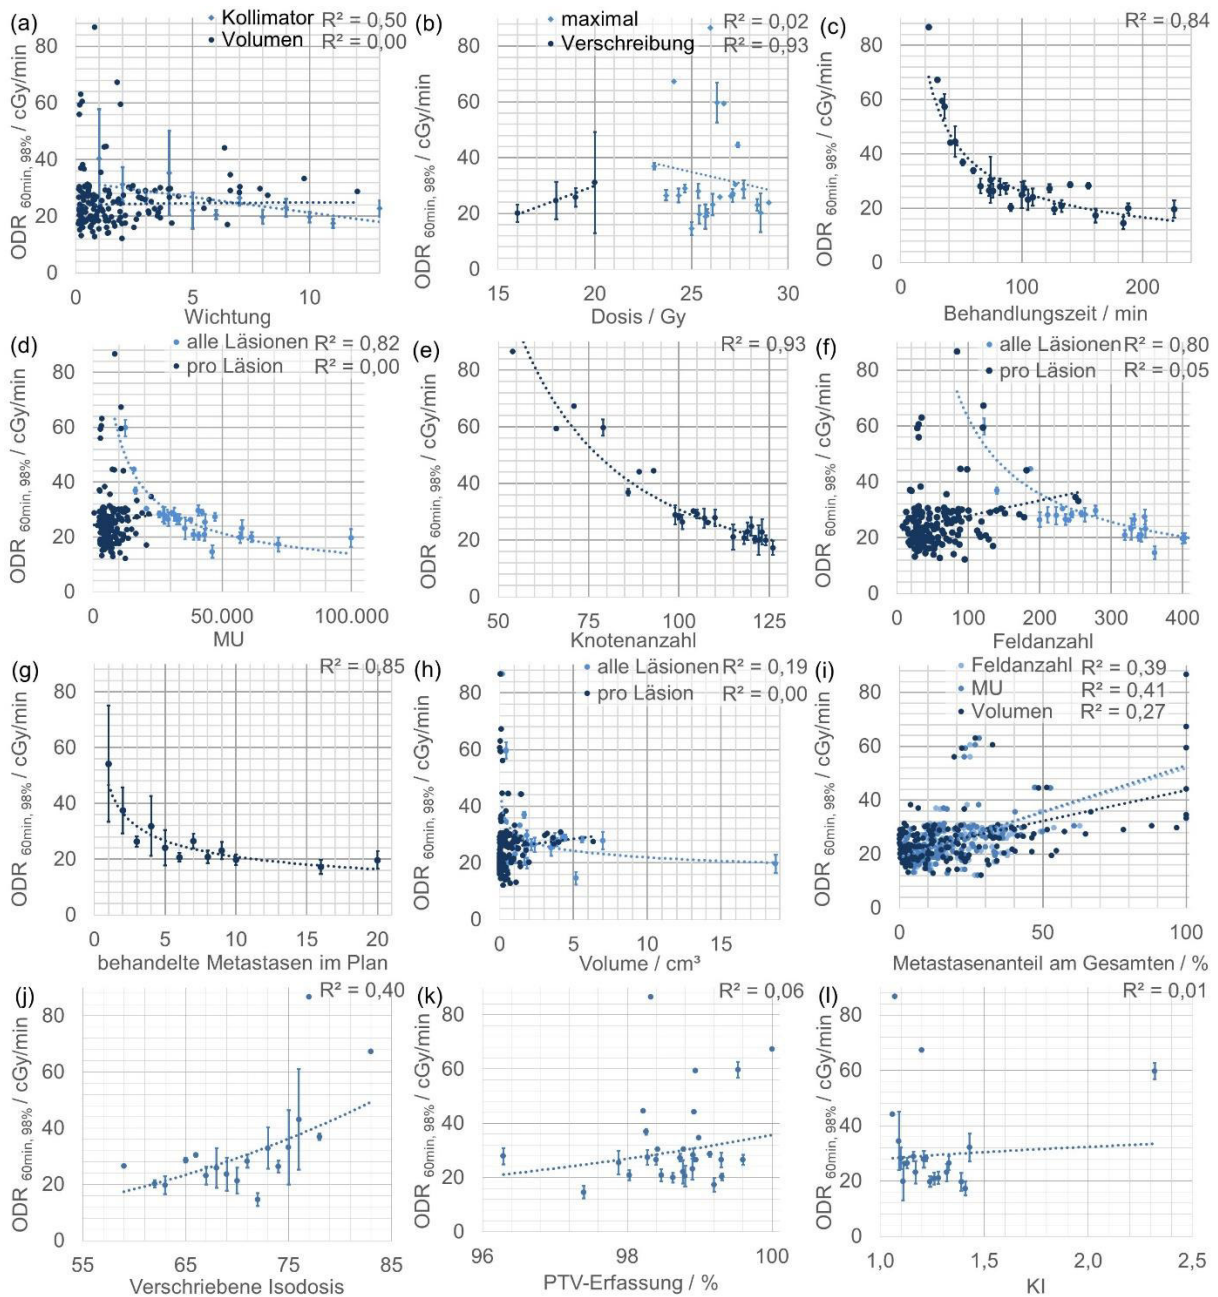 (a)
Kollimator R² = 0,50
Volumen R² = 0,00
80
60
40
20
0
ODR 60min, 98% / cGy/min
0 5 10
Wichtung
(b)
maximal R² = 0,02
Verschreibung R² = 0,93
80
60
40
20
0
ODR 60min, 98% / cGy/min
15 20 25 30
Dosis / Gy
(c)
R² = 0,84
80
60
40
20
0
ODR 60min, 98% / cGy/min
0 100 200
Behandlungszeit / min
(d)
alle Läsionen R² = 0,82
pro Läsion R² = 0,00
80
60
40
20
0
ODR 60min, 98% / cGy/min
0 50.000 100.000
MU
(e)
R² = 0,93
80
60
40
20
0
ODR 60min, 98% / cGy/min
50 75 100 125
Knotenanzahl
(f)
alle Läsionen R² = 0,80
pro Läsion R² = 0,05
80
60
40
20
0
ODR 60min, 98% / cGy/min
0 100 200 300 400
Feldanzahl
(g)
R² = 0,85
80
60
40
20
0
ODR 60min, 98% / cGy/min
0 5 10 15 20
behandelte Metastasen im Plan
(h)
alle Läsionen R² = 0,19
pro Läsion R² = 0,00
80
60
40
20
0
ODR 60min, 98% / cGy/min
0 5 10 15
Volume / cm³
(i)
Feldanzahl R² = 0,39
MU R² = 0,41
Volumen R² = 0,27
80
60
40
20
0
ODR 60min, 98% / cGy/min
0 50 100
Metastasenanteil am Gesamten / %
(j)
R² = 0,40
80
60
40
20
0
ODR 60min, 98% / cGy/min
55 65 75 85
Verschriebene Isodosis
(k)
R² = 0,06
80
60
40
20
0
ODR 60min, 98% / cGy/min
96 98 100
PTV-Erfassung / %
(l)
R² = 0,01
80
60
40
20
0
ODR 60min, 98% / cGy/min
1,0 1,5 2,0 2,5
KI